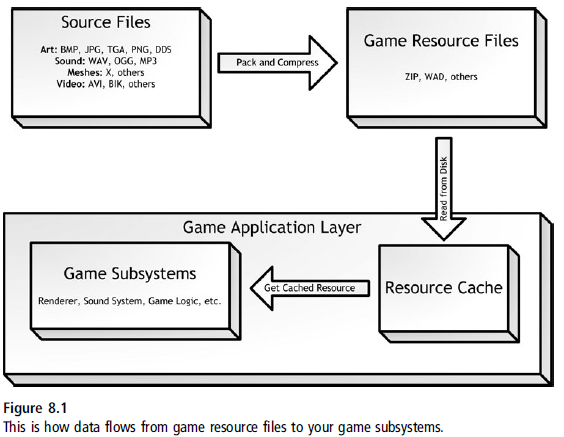 Source Files
Art: BMP, JPG, TGA, PNG, DDS
Sound: WAV, OGG, MP3
Meshes: X, others
Video: AVI, BIK, others
Pack and Compress
Game Resource Files
ZIP, WAD, others
Read from Disk
Game Application Layer
Game Subsystems
Renderer, Sound System, Game Logic, etc.
Get Cached Resource
Resource Cache
Figure 8.1
This is how data flows from game resource files to your game subsystems.